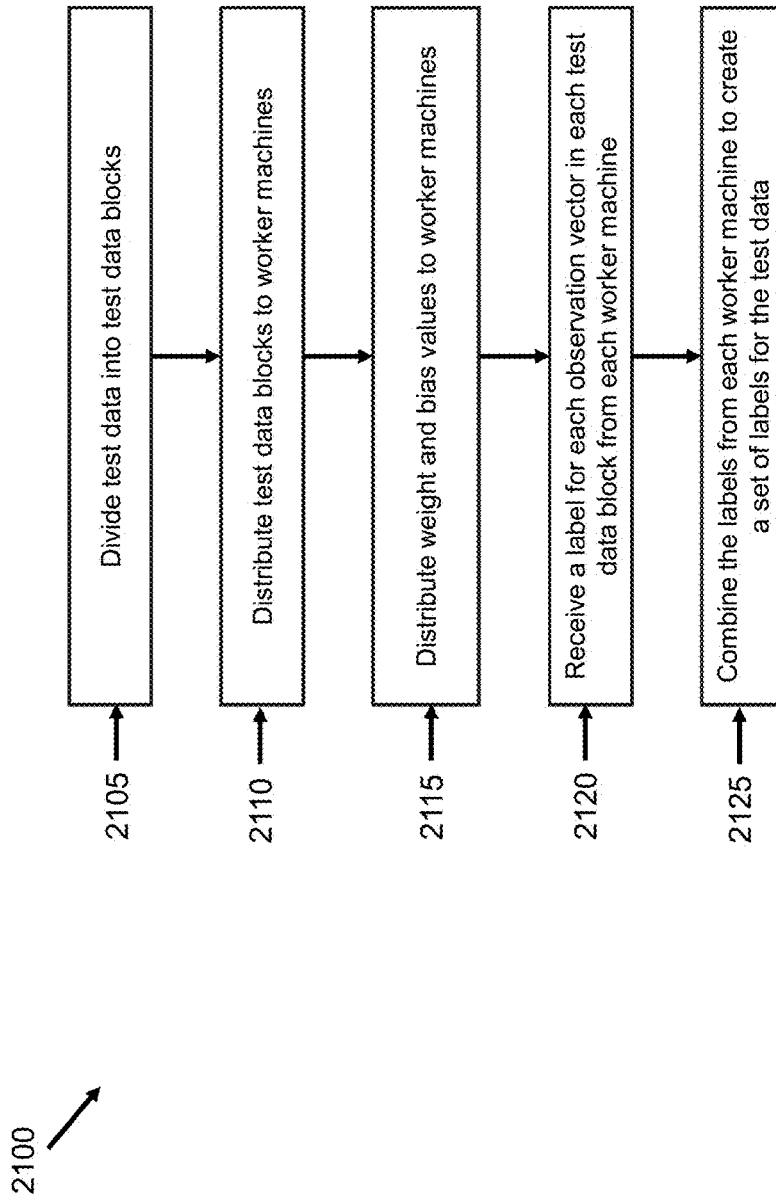 2100
2105
Divide test data into test data blocks
2110
Distribute test data blocks to worker machines
2115
Distribute weight and bias values to worker machines
2120
Receive a label for each observation vector in each test
data block from each worker machine
2125
Combine the labels from each worker machine to create
a set of labels for the test data